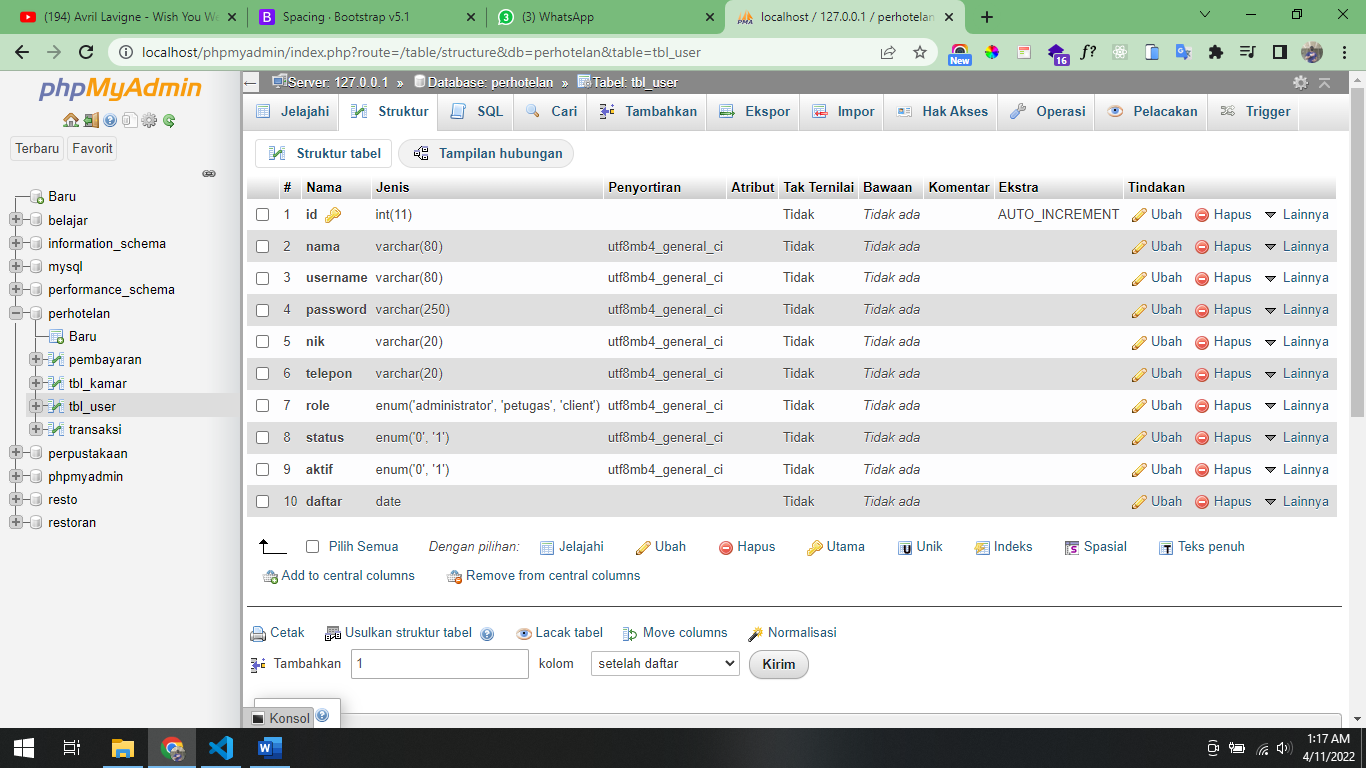 (194) Avril Lavigne - Wish You We
Spacing · Bootstrap v5.1
(3) WhatsApp
localhost / 127.0.0.1 / perhotelan
localhost/phpmyadmin/index.php?route=/table/structure&db=perhotelan&table=tbl_user
New
16
f?
phpMyAdmin
Terbaru Favorit
Baru
belajar
information_schema
mysql
performance_schema
perhotelan
Baru
pembayaran
tbl_kamar
tbl_user
transaksi
perpustakaan
phpmyadmin
resto
restoran
Server: 127.0.0.1 » Database: perhotelan » Tabel: tbl_user
Jelajahi Struktur SQL Cari Tambahkan Ekspor Impor Hak Akses Operasi Pelacakan Trigger
Struktur tabel Tampilan hubungan
# Nama Jenis Penyortiran Atribut Tak Ternilai Bawaan Komentar Ekstra Tindakan
1 id int(11) Tidak Tidak ada AUTO_INCREMENT Ubah Hapus Lainnya
2 nama varchar(80) utf8mb4_general_ci Tidak Tidak ada Ubah Hapus Lainnya
3 username varchar(80) utf8mb4_general_ci Tidak Tidak ada Ubah Hapus Lainnya
4 password varchar(250) utf8mb4_general_ci Tidak Tidak ada Ubah Hapus Lainnya
5 nik varchar(20) utf8mb4_general_ci Tidak Tidak ada Ubah Hapus Lainnya
6 telepon varchar(20) utf8mb4_general_ci Tidak Tidak ada Ubah Hapus Lainnya
7 role enum('administrator', 'petugas', 'client') utf8mb4_general_ci Tidak Tidak ada Ubah Hapus Lainnya
8 status enum('0', '1') utf8mb4_general_ci Tidak Tidak ada Ubah Hapus Lainnya
9 aktif enum('0', '1') utf8mb4_general_ci Tidak Tidak ada Ubah Hapus Lainnya
10 daftar date Tidak Tidak ada Ubah Hapus Lainnya
Pilih Semua Dengan pilihan: Jelajahi Ubah Hapus Utama Unik Indeks Spasial Teks penuh
Add to central columns Remove from central columns
Cetak Usulkan struktur tabel Lacak tabel Move columns Normalisasi
Tambahkan 1 kolom setelah daftar Kirim
Konsol
1:17 AM
4/11/2022